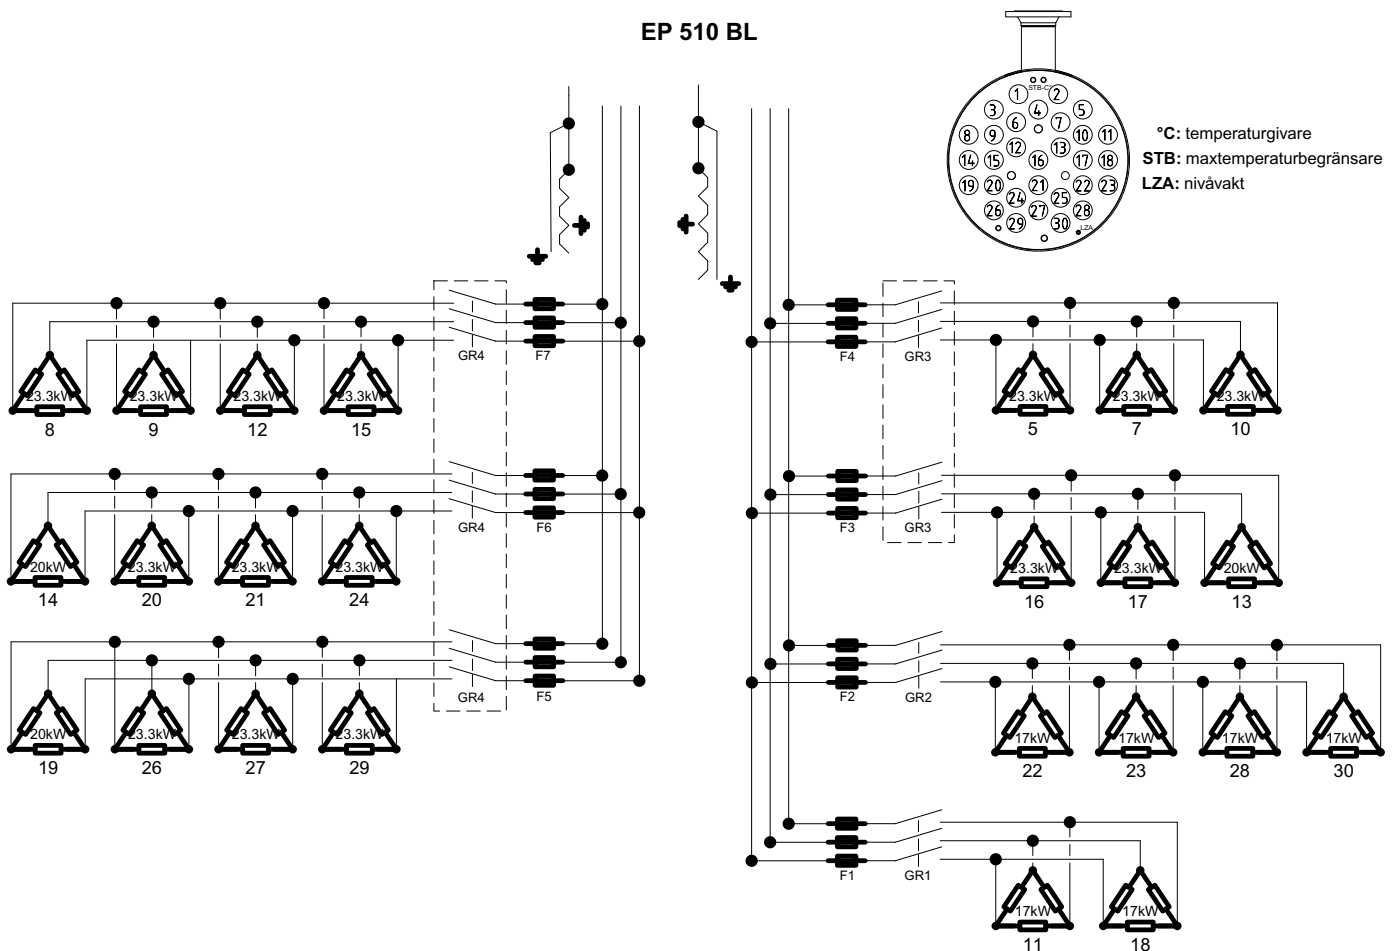 EP 510 BL
STB-C°
1 2
3 4 5
6 7
8 9 10 11
12 13
14 15 16 17 18
19 20 21 22 23
24 25
26 27 28
29 30
LZA
°C: temperaturgivare
STB: maxtemperaturbegränsare
LZA: nivåvakt
GR4 F7 F4 GR3
23.3kW 23.3kW 23.3kW 23.3kW 23.3kW 23.3kW 23.3kW
8 9 12 15 5 7 10
GR4 F6 F3 GR3
20kW 23.3kW 23.3kW 23.3kW 23.3kW 23.3kW 20kW
14 20 21 24 16 17 13
GR4 F5 F2 GR2
20kW 23.3kW 23.3kW 23.3kW 17kW 17kW 17kW 17kW
19 26 27 29 22 23 28 30
F1 GR1
17kW 17kW
11 18